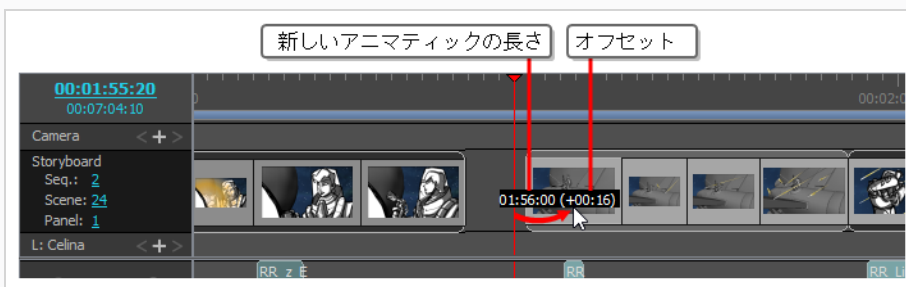 新しいアニマティックの長さ オフセット
00:01:55:20
00:07:04:10
00:02:0
Camera < + >
Storyboard
Seq.: 2
Scene: 24
01:56:00 (+00:16)
Panel: 1
L: Celina < + >
RR_z_E RR RR_Li